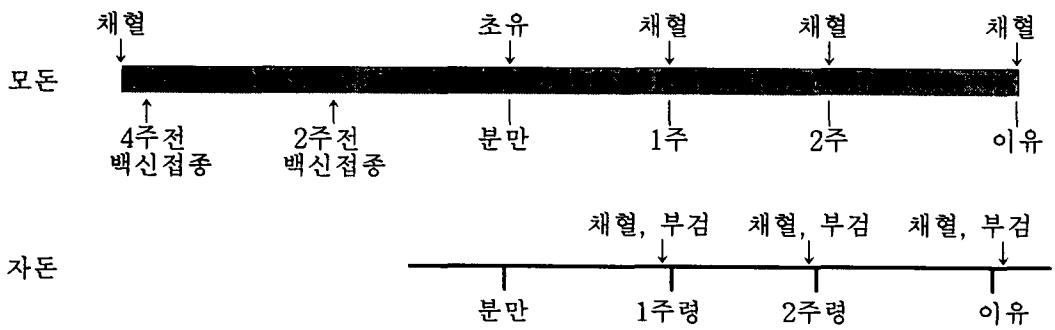 채혈 초유 채혈 채혈 채혈
모돈
4주전 2주전 분만 1주 2주 이유
백신접종 백신접종
채혈, 부검 채혈, 부검 채혈, 부검
자돈
분만 1주령 2주령 이유